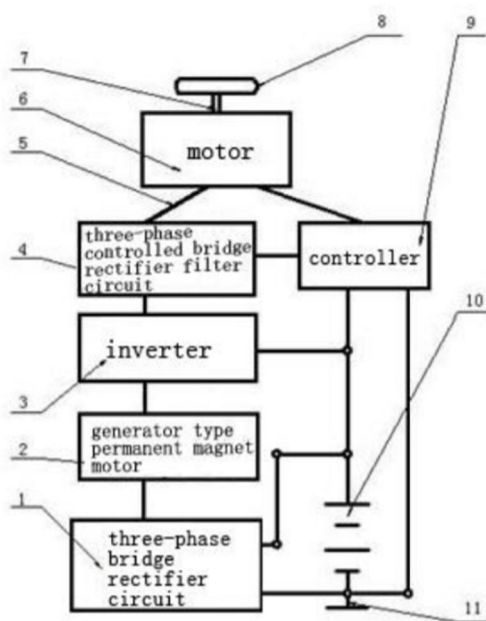 8
9
7
6
motor
5
three-phase
controlled bridge
rectifier filter
circuit
4
controller
10
inverter
3
generator type
permanent magnet
motor
2
1
three-phase
bridge
rectifier
circuit
11